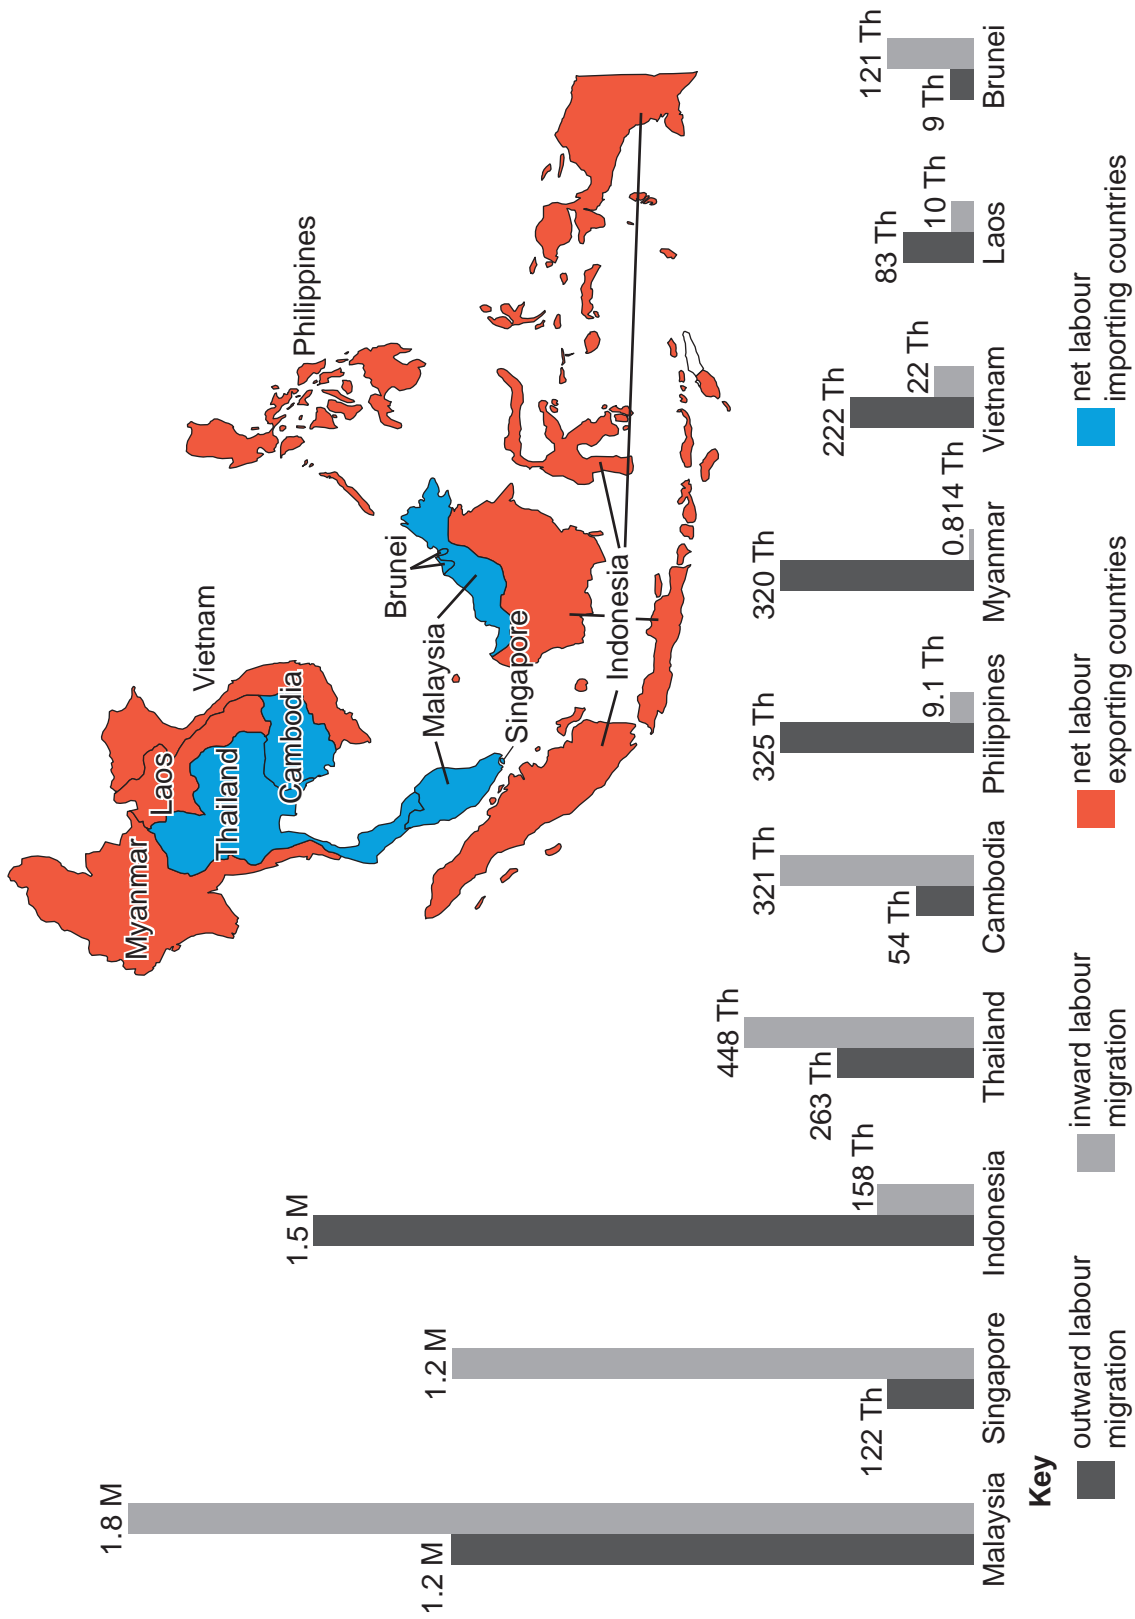 Myanmar
Laos
Vietnam
Thailand
Cambodia
Philippines
Brunei
Malaysia
Singapore
Indonesia
1.8 M
1.2 M
Malaysia
1.2 M
122 Th
Singapore
1.5 M
158 Th
Indonesia
448 Th
263 Th
Thailand
321 Th
54 Th
Cambodia
325 Th
9.1 Th
Philippines
320 Th
0.814 Th
Myanmar
222 Th
22 Th
Vietnam
83 Th
10 Th
Laos
121 Th
9 Th
Brunei
Key
outward labour
migration
inward labour
migration
net labour
exporting countries
net labour
importing countries